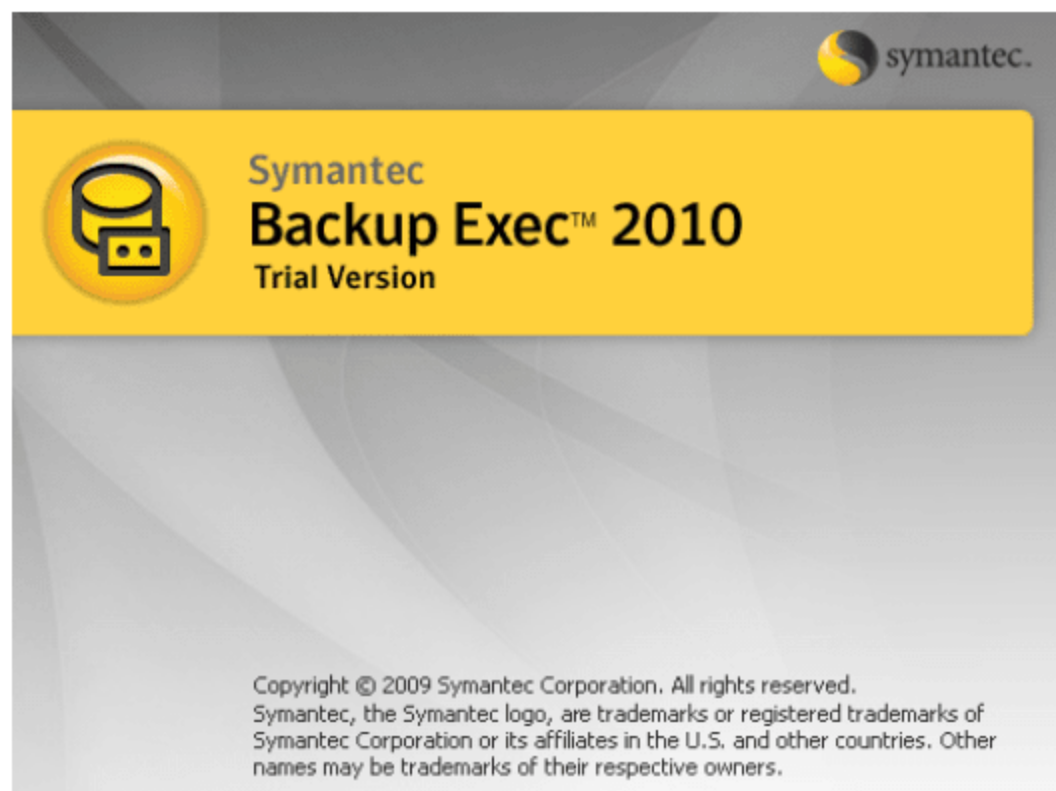 symantec.
Symantec
Backup Exec™ 2010
Trial Version
Copyright © 2009 Symantec Corporation. All rights reserved.
Symantec, the Symantec logo, are trademarks or registered trademarks of
Symantec Corporation or its affiliates in the U.S. and other countries. Other
names may be trademarks of their respective owners.